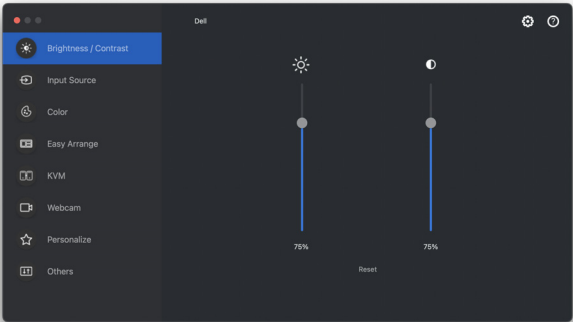 Dell
Brightness / Contrast
Input Source
Color
Easy Arrange
KVM
Webcam
Personalize
Others
75%
75%
Reset